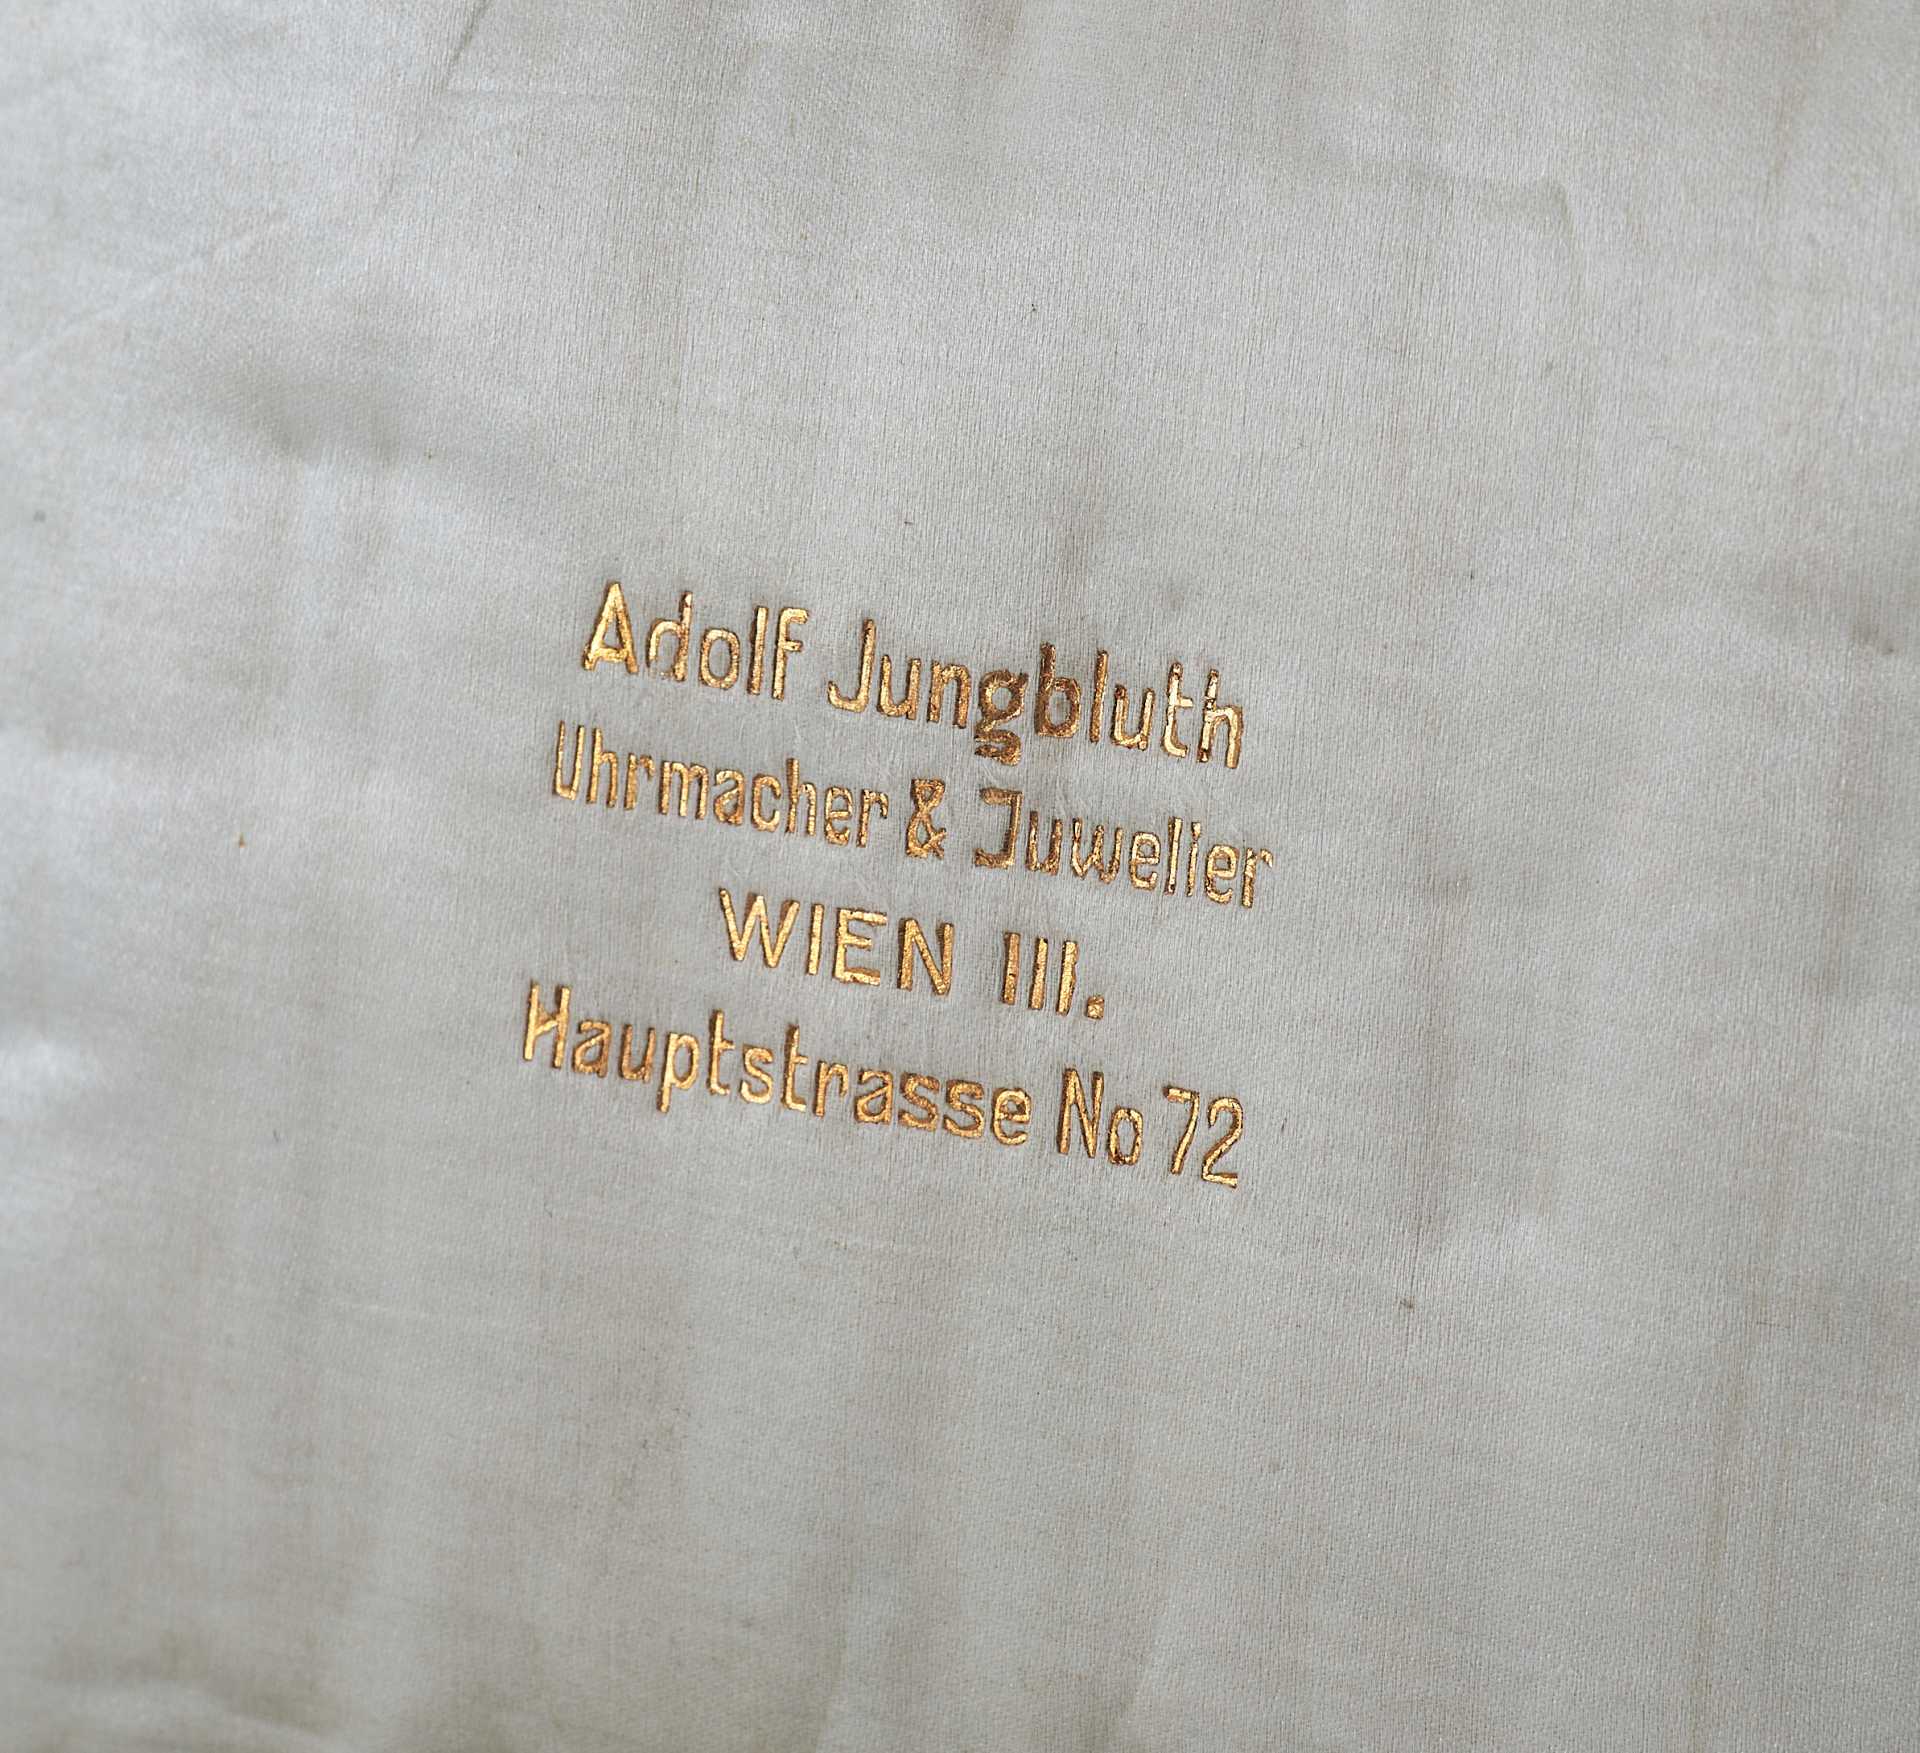 Adolf Jungbluth
Uhrmacher & Juwelier
WIEN III.
Hauptstrasse No 72